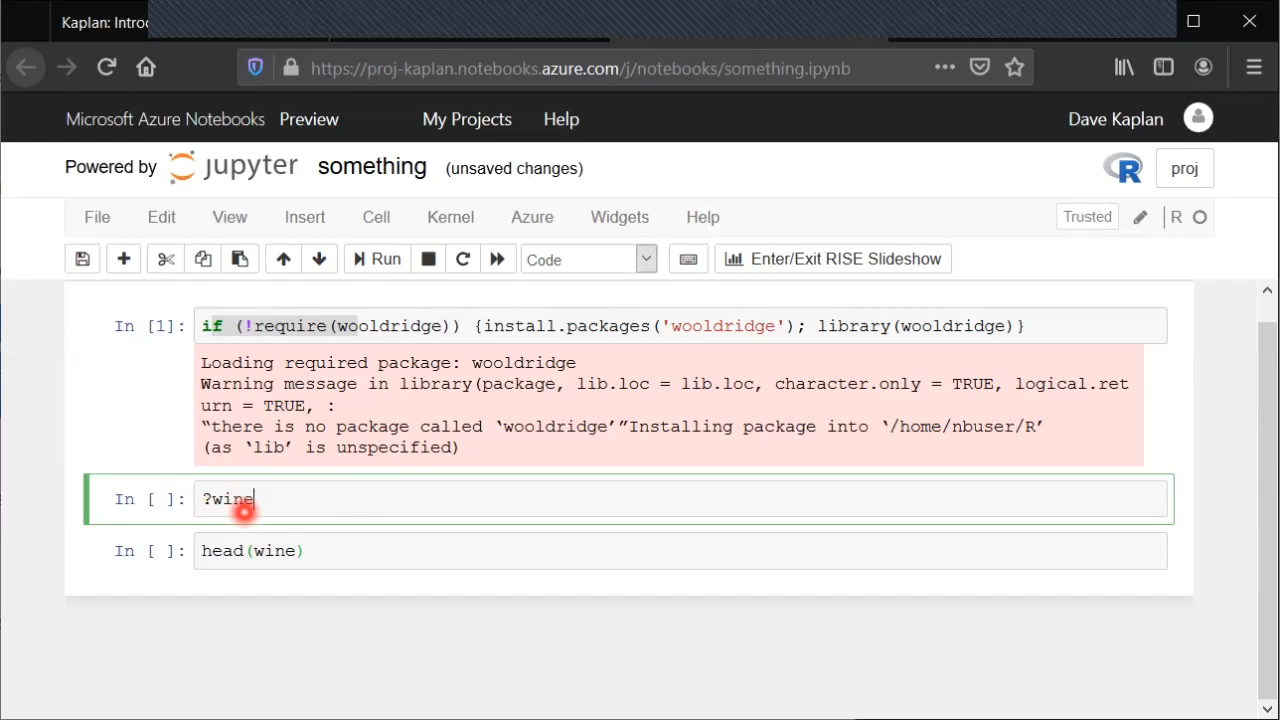 Kaplan: Introd
https://proj-kaplan.notebooks.azure.com/j/notebooks/something.ipynb
Microsoft Azure Notebooks Preview My Projects Help Dave Kaplan
Powered by jupyter something (unsaved changes) R proj
File Edit View Insert Cell Kernel Azure Widgets Help Trusted R
Run Code Enter/Exit RISE Slideshow
In [1]: if (!require(wooldridge)) {install.packages('wooldridge'); library(wooldridge)}
Loading required package: wooldridge
Warning message in library(package, lib.loc = lib.loc, character.only = TRUE, logical.ret
urn = TRUE, :
“there is no package called ‘wooldridge’”Installing package into ‘/home/nbuser/R’
(as ‘lib’ is unspecified)
In [ ]: ?wine
In [ ]: head(wine)